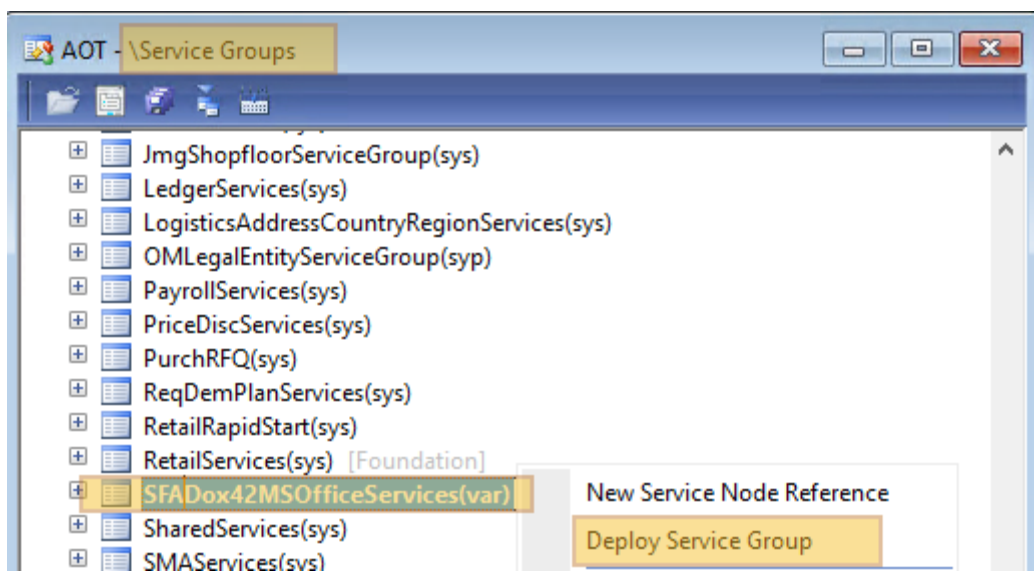 AOT - \Service Groups
JmgShopfloorServiceGroup(sys)
LedgerServices(sys)
LogisticsAddressCountryRegionServices(sys)
OMLegalEntityServiceGroup(syp)
PayrollServices(sys)
PriceDiscServices(sys)
PurchRFQ(sys)
ReqDemPlanServices(sys)
RetailRapidStart(sys)
RetailServices(sys) [Foundation]
SFADox42MSOfficeServices(var)
New Service Node Reference
SharedServices(sys)
Deploy Service Group
SMAServices(sys)